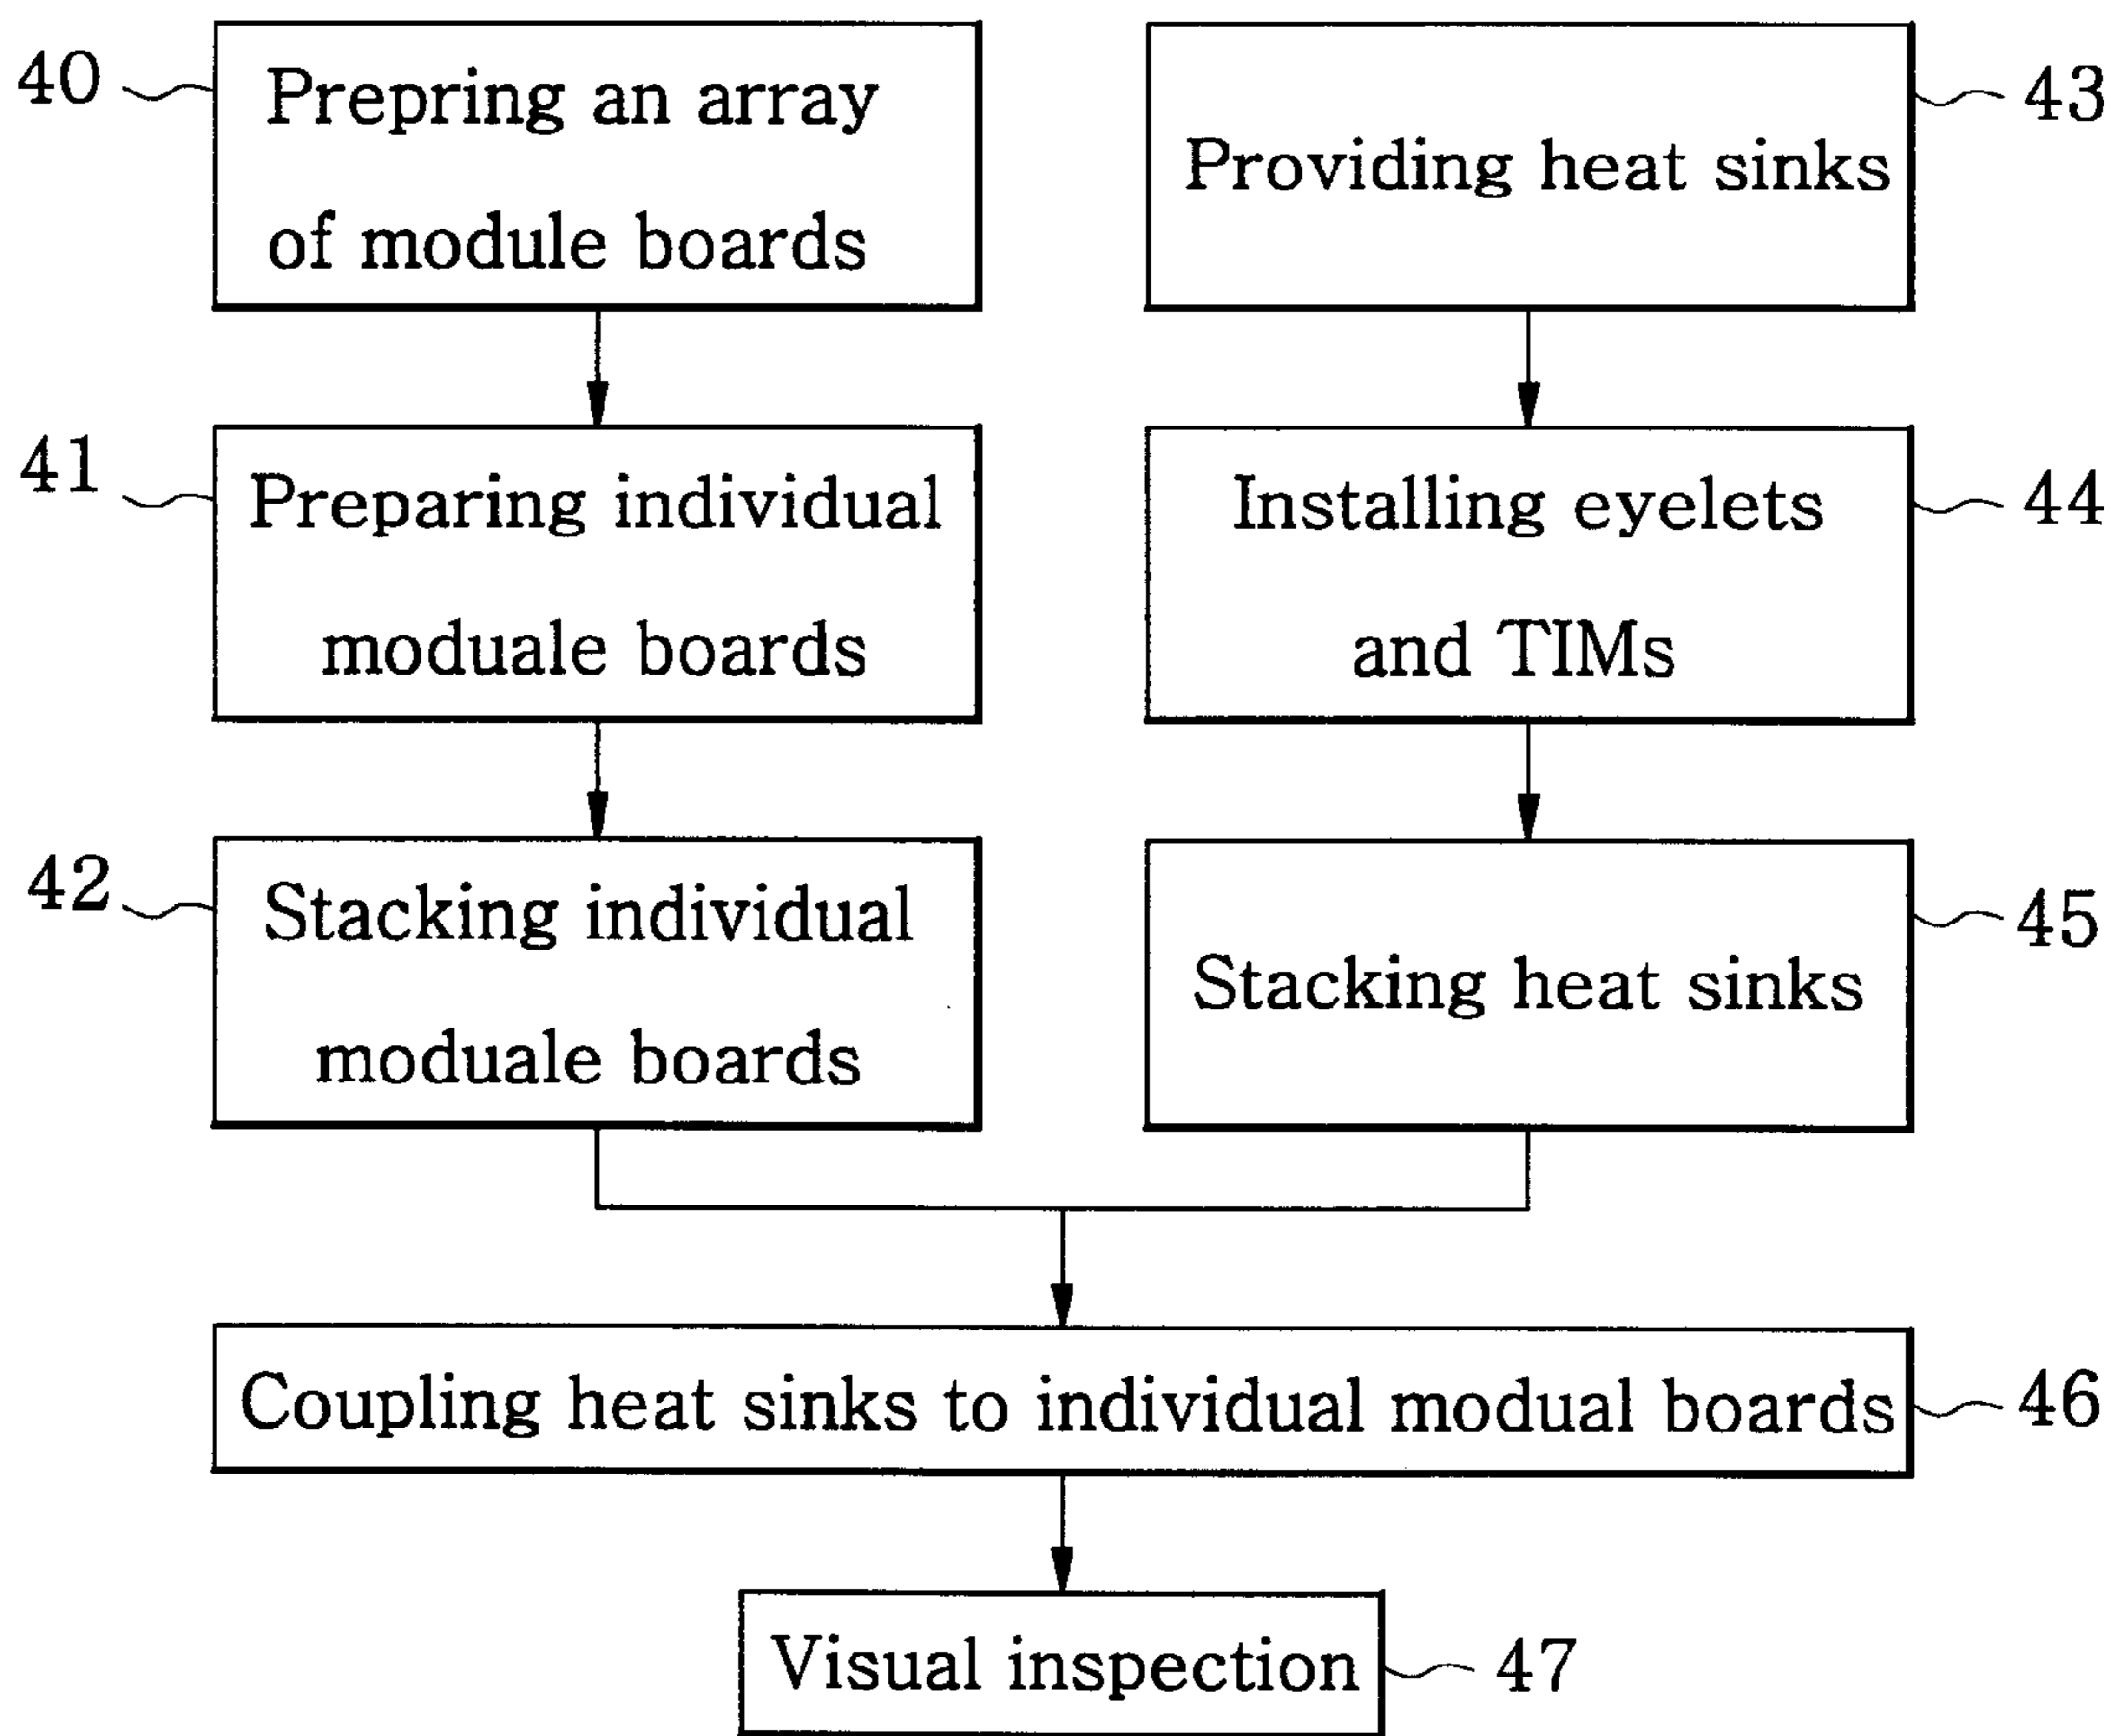 40
Prepring an array
of module boards
41
Preparing individual
moduale boards
42
Stacking individual
moduale boards
43
Providing heat sinks
44
Installing eyelets
and TIMs
45
Stacking heat sinks
Coupling heat sinks to individual modual boards
46
Visual inspection
47